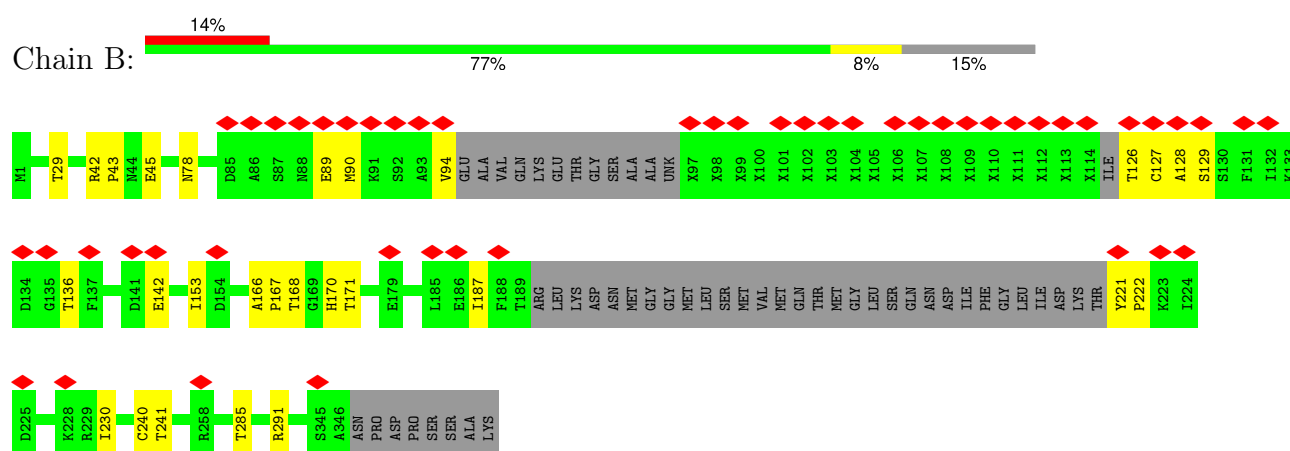 14%
Chain B:
77% 8% 15%
M1 T29 R42 P43 N44 E45 N78 D85 A86 S87 N88 E89 M90 K91 S92 A93 V94 GLU ALA VAL GLN LYS GLU THR GLY SER ALA ALA UNK X97 X98 X99 X100 X101 X102 X103 X104 X105 X106 X107 X108 X109 X110 X111 X112 X113 X114 ILE T126 C127 A128 S129 S130 F131 I132 K133
D134 G135 T136 F137 D141 E142 I153 D154 A166 P167 T168 G169 H170 T171 E179 L185 E186 I187 F188 T189 ARG LEU LYS ASP ASN MET GLY GLY MET LEU SER MET VAL MET GLN THR MET GLY LEU SER GLN ASN ASP ILE PHE GLY LEU ILE ASP LYS THR Y221 P222 K223 I224
D225 K228 R229 I230 C240 T241 R258 T285 R291 S345 A346 ASN PRO ASP PRO SER SER ALA LYS